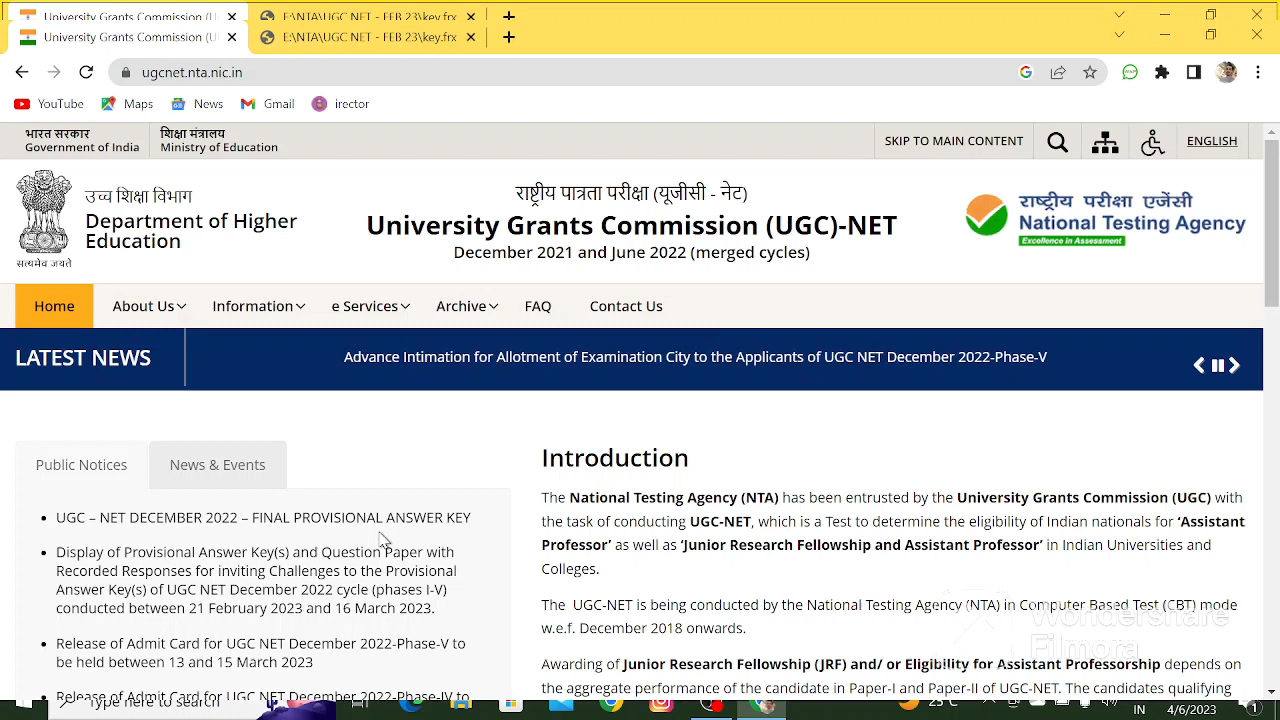 University Grants Commission (U
E:\NTA\UGC NET - FEB 23\key.frx
University Grants Commission (U
E:\NTA\UGC NET - FEB 23\key.frx
ugcnet.nta.nic.in
YouTube
Maps
News
Gmail
irector
भारत सरकार
Government of India
शिक्षा मंत्रालय
Ministry of Education
SKIP TO MAIN CONTENT
ENGLISH
सत्यमेव जयते
उच्च शिक्षा विभाग
Department of Higher
Education
राष्ट्रीय पात्रता परीक्षा (यूजीसी - नेट)
University Grants Commission (UGC)-NET
December 2021 and June 2022 (merged cycles)
राष्ट्रीय परीक्षा एजेंसी
National Testing Agency
Excellence in Assessment
Home
About Us
Information
e Services
Archive
FAQ
Contact Us
LATEST NEWS
Advance Intimation for Allotment of Examination City to the Applicants of UGC NET December 2022-Phase-V
Public Notices
News & Events
UGC – NET DECEMBER 2022 – FINAL PROVISIONAL ANSWER KEY
Display of Provisional Answer Key(s) and Question Paper with
Recorded Responses for inviting Challenges to the Provisional
Answer Key(s) of UGC NET December 2022 cycle (phases I-V)
conducted between 21 February 2023 and 16 March 2023.
Release of Admit Card for UGC NET December 2022-Phase-V to
be held between 13 and 15 March 2023
Release of Admit Card for UGC NET December 2022-Phase-IV to
Introduction
The National Testing Agency (NTA) has been entrusted by the University Grants Commission (UGC) with
the task of conducting UGC-NET, which is a Test to determine the eligibility of Indian nationals for ‘Assistant
Professor’ as well as ‘Junior Research Fellowship and Assistant Professor’ in Indian Universities and
Colleges.
The UGC-NET is being conducted by the National Testing Agency (NTA) in Computer Based Test (CBT) mode
w.e.f. December 2018 onwards.
Awarding of Junior Research Fellowship (JRF) and/ or Eligibility for Assistant Professorship depends on
the aggregate performance of the candidate in Paper-I and Paper-II of UGC-NET. The candidates qualifying
Wondershare
Filmora
Type here to search
25°C
IN
4/6/2023